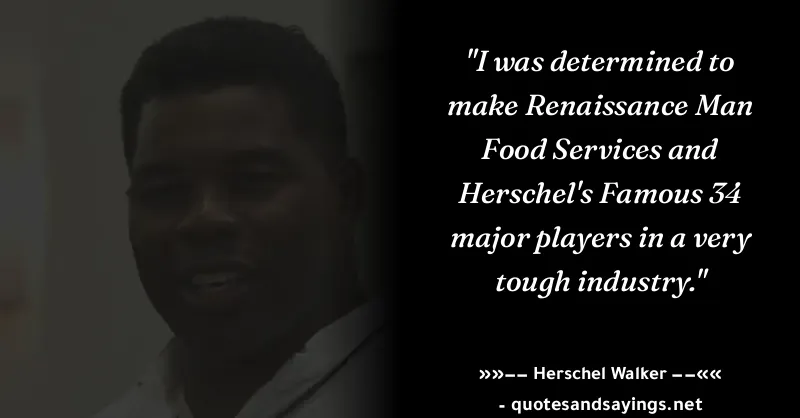 "I was determined to
make Renaissance Man
Food Services and
Herschel's Famous 34
major players in a very
tough industry."
»»–– Herschel Walker ––««
- quotesandsayings.net